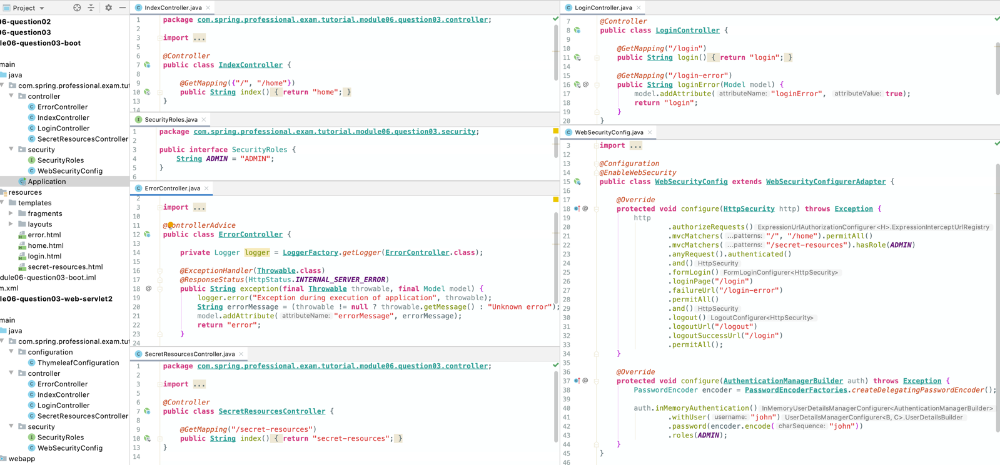 Project
06-question02
06-question03
le06-question03-boot
main
java
com.spring.professional.exam.tut
controller
ErrorController
IndexController
LoginController
SecretResourcesController
security
SecurityRoles
WebSecurityConfig
Application
resources
templates
fragments
layouts
error.html
home.html
login.html
secret-resources.html
dule06-question03-boot.iml
m.xml
le06-question03-web-servlet2
main
java
com.spring.professional.exam.tut
configuration
ThymeleafConfiguration
controller
ErrorController
IndexController
LoginController
SecretResourcesController
security
SecurityRoles
WebSecurityConfig
webapp
IndexController.java
1 package com.spring.professional.exam.tutorial.module06.question03.controller;
2
3 import ...
5
6 @Controller
7 public class IndexController {
8
9 @GetMapping({"/", "/home"})
10 public String index() { return "home"; }
13 }
14
SecurityRoles.java
1 package com.spring.professional.exam.tutorial.module06.question03.security;
2
3 public interface SecurityRoles {
4 String ADMIN = "ADMIN";
5 }
6
ErrorController.java
2
3 import ...
10
11 @ControllerAdvice
12 public class ErrorController {
13
14 private Logger logger = LoggerFactory.getLogger(ErrorController.class);
15
16 @ExceptionHandler(Throwable.class)
17 @ResponseStatus(HttpStatus.INTERNAL_SERVER_ERROR)
18 @ public String exception(final Throwable throwable, final Model model) {
19 logger.error("Exception during execution of application", throwable);
20 String errorMessage = (throwable != null ? throwable.getMessage() : "Unknown error");
21 model.addAttribute( attributeName: "errorMessage", errorMessage);
22 return "error";
23 }
24
SecretResourcesController.java
1 package com.spring.professional.exam.tutorial.module06.question03.controller;
2
3 import ...
5
6 @Controller
7 public class SecretResourcesController {
8
9 @GetMapping("/secret-resources")
10 public String index() { return "secret-resources"; }
13 }
14
LoginController.java
7 @Controller
8 public class LoginController {
9
10 @GetMapping("/login")
11 public String login() { return "login"; }
14
15 @GetMapping("/login-error")
16 @ public String loginError(Model model) {
17 model.addAttribute( attributeName: "loginError", attributeValue: true);
18 return "login";
19 }
20 }
WebSecurityConfig.java
3 import ...
12
13 @Configuration
14 @EnableWebSecurity
15 public class WebSecurityConfig extends WebSecurityConfigurerAdapter {
16
17 @Override
18 @ protected void configure(HttpSecurity http) throws Exception {
19 http
20 .authorizeRequests() ExpressionUrlAuthorizationConfigurer<H>.ExpressionInterceptUrlRegistry
21 .mvcMatchers( ...patterns: "/", "/home").permitAll()
22 .mvcMatchers( ...patterns: "/secret-resources").hasRole(ADMIN)
23 .anyRequest().authenticated()
24 .and() HttpSecurity
25 .formLogin() FormLoginConfigurer<HttpSecurity>
26 .loginPage("/login")
27 .failureUrl("/login-error")
28 .permitAll()
29 .and() HttpSecurity
30 .logout() LogoutConfigurer<HttpSecurity>
31 .logoutUrl("/logout")
32 .logoutSuccessUrl("/login")
33 .permitAll();
34 }
35
36 @Override
37 @ protected void configure(AuthenticationManagerBuilder auth) throws Exception {
38 PasswordEncoder encoder = PasswordEncoderFactories.createDelegatingPasswordEncoder();
39
40 auth.inMemoryAuthentication() InMemoryUserDetailsManagerConfigurer<AuthenticationManagerBuilder>
41 .withUser( username: "john") UserDetailsManagerConfigurer<B, C>.UserDetailsBuilder
42 .password(encoder.encode( charSequence: "john"))
43 .roles(ADMIN);
44 }
45 }
46